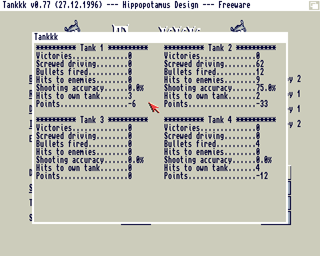 Tankkk v0.77 (27.12.1996) --- Hippopotamus Design --- Freeware
Tankkk
********** Tank 1 **********
Victories..............0
Screwed driving........0
Bullets fired..........0
Hits to enemies........0
Shooting accuracy...0.0%
Hits to own tank.......3
Points................-6
********** Tank 2 **********
Victories..............0
Screwed driving.......62
Bullets fired.........12
Hits to enemies........9
Shooting accuracy..75.0%
Hits to own tank.......2
Points...............-33
********** Tank 3 **********
Victories..............0
Screwed driving........0
Bullets fired..........0
Hits to enemies........0
Shooting accuracy...0.0%
Hits to own tank.......0
Points.................0
********** Tank 4 **********
Victories..............0
Screwed driving........0
Bullets fired..........4
Hits to enemies........0
Shooting accuracy...0.0%
Hits to own tank.......4
Points...............-12
y 2
y 1
y 1
y 2